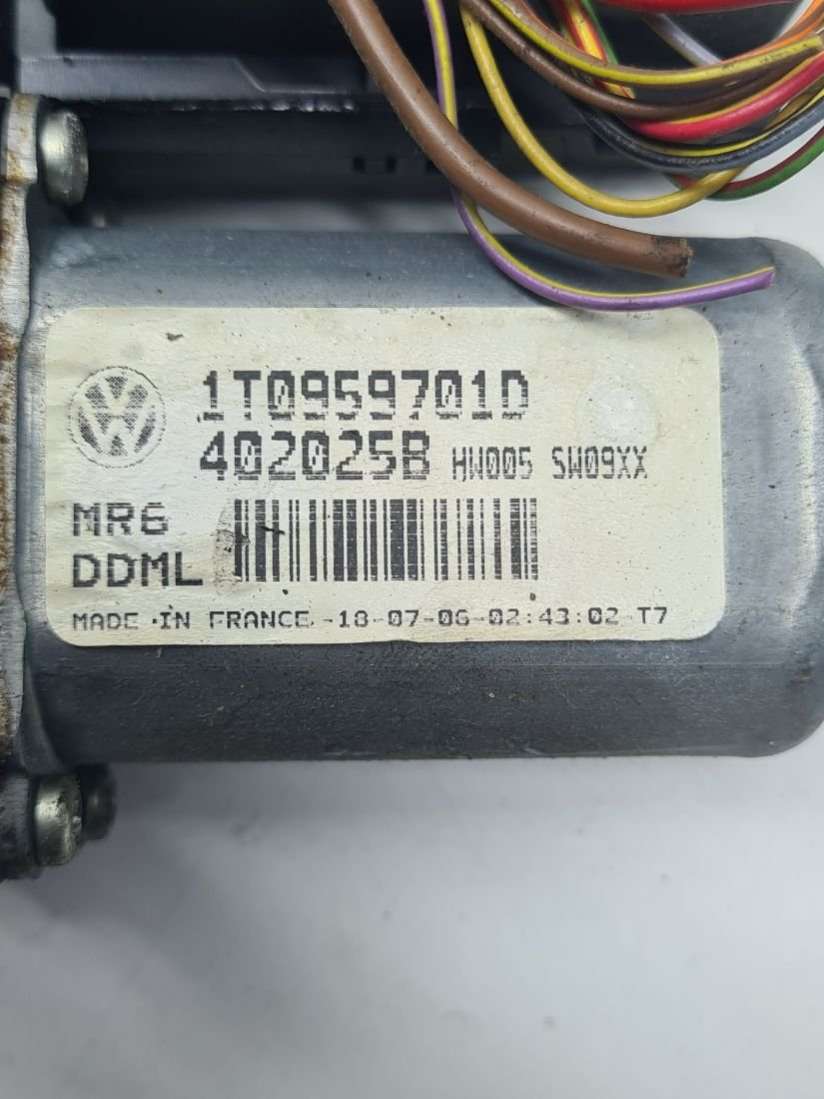 1T0959701D
402025B HW005 SW09XX
MR6
DDML
MADE IN FRANCE -18-07-06-02:43:02 T7